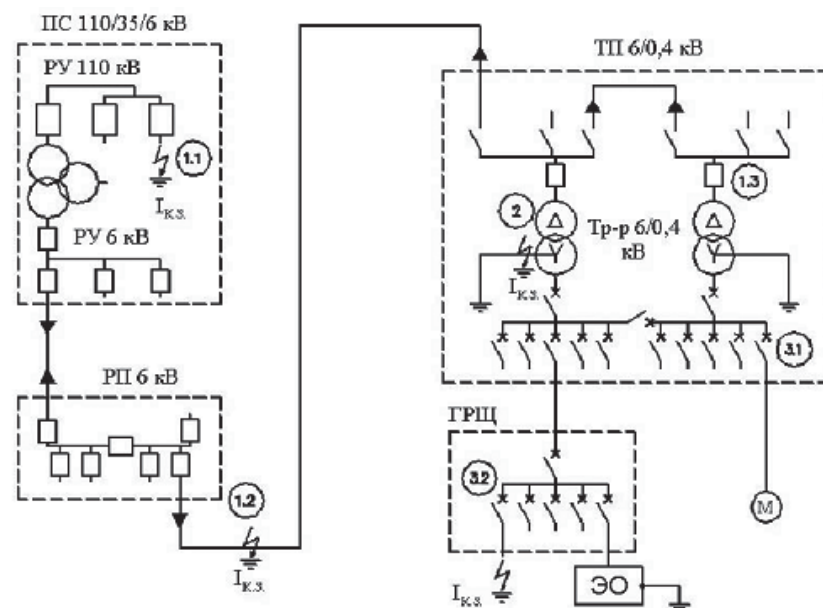 ПС 110/35/6 кВ
РУ 110 кВ
1.1
Iк.з.
РУ 6 кВ
РП 6 кВ
1.2
Iк.з.
ТП 6/0,4 кВ
1.3
2
Δ
Y
Тр-р 6/0,4
кВ
Δ
Y
Iк.з.
3.1
ГРЩ
3.2
М
Iк.з.
ЭО